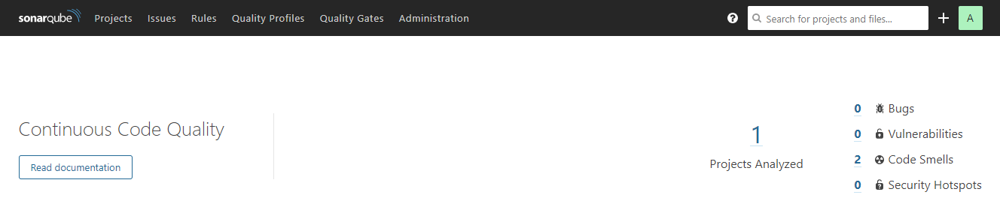 sonarqube Projects Issues Rules Quality Profiles Quality Gates Administration Search for projects and files... A
Continuous Code Quality
Read documentation
1
Projects Analyzed
0 Bugs
0 Vulnerabilities
2 Code Smells
0 Security Hotspots